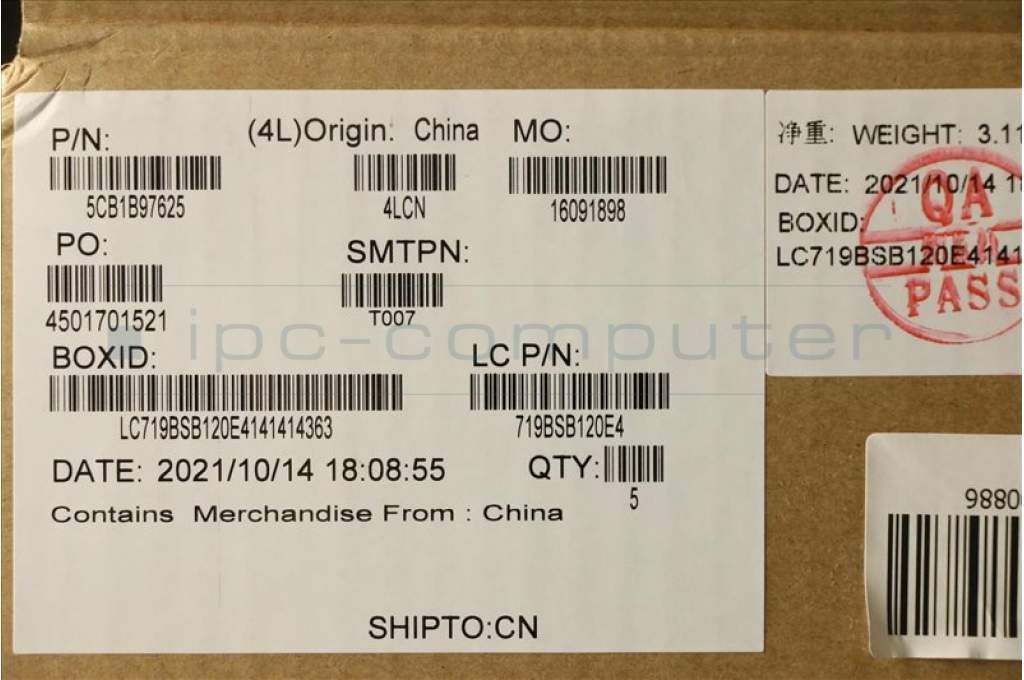 P/N:
(4L)Origin: China
MO:
5CB1B97625
4LCN
16091898
PO:
SMTPN:
4501701521
T007
BOXID:
LC P/N:
LC719BSB120E4141414363
719BSB120E4
DATE: 2021/10/14 18:08:55
QTY:
5
Contains Merchandise From : China
SHIPTO:CN
净重: WEIGHT: 3.11
DATE: 2021/10/14 1
BOXID:
LC719BSB120E4141
QA
PASS
9880
ipc-computer